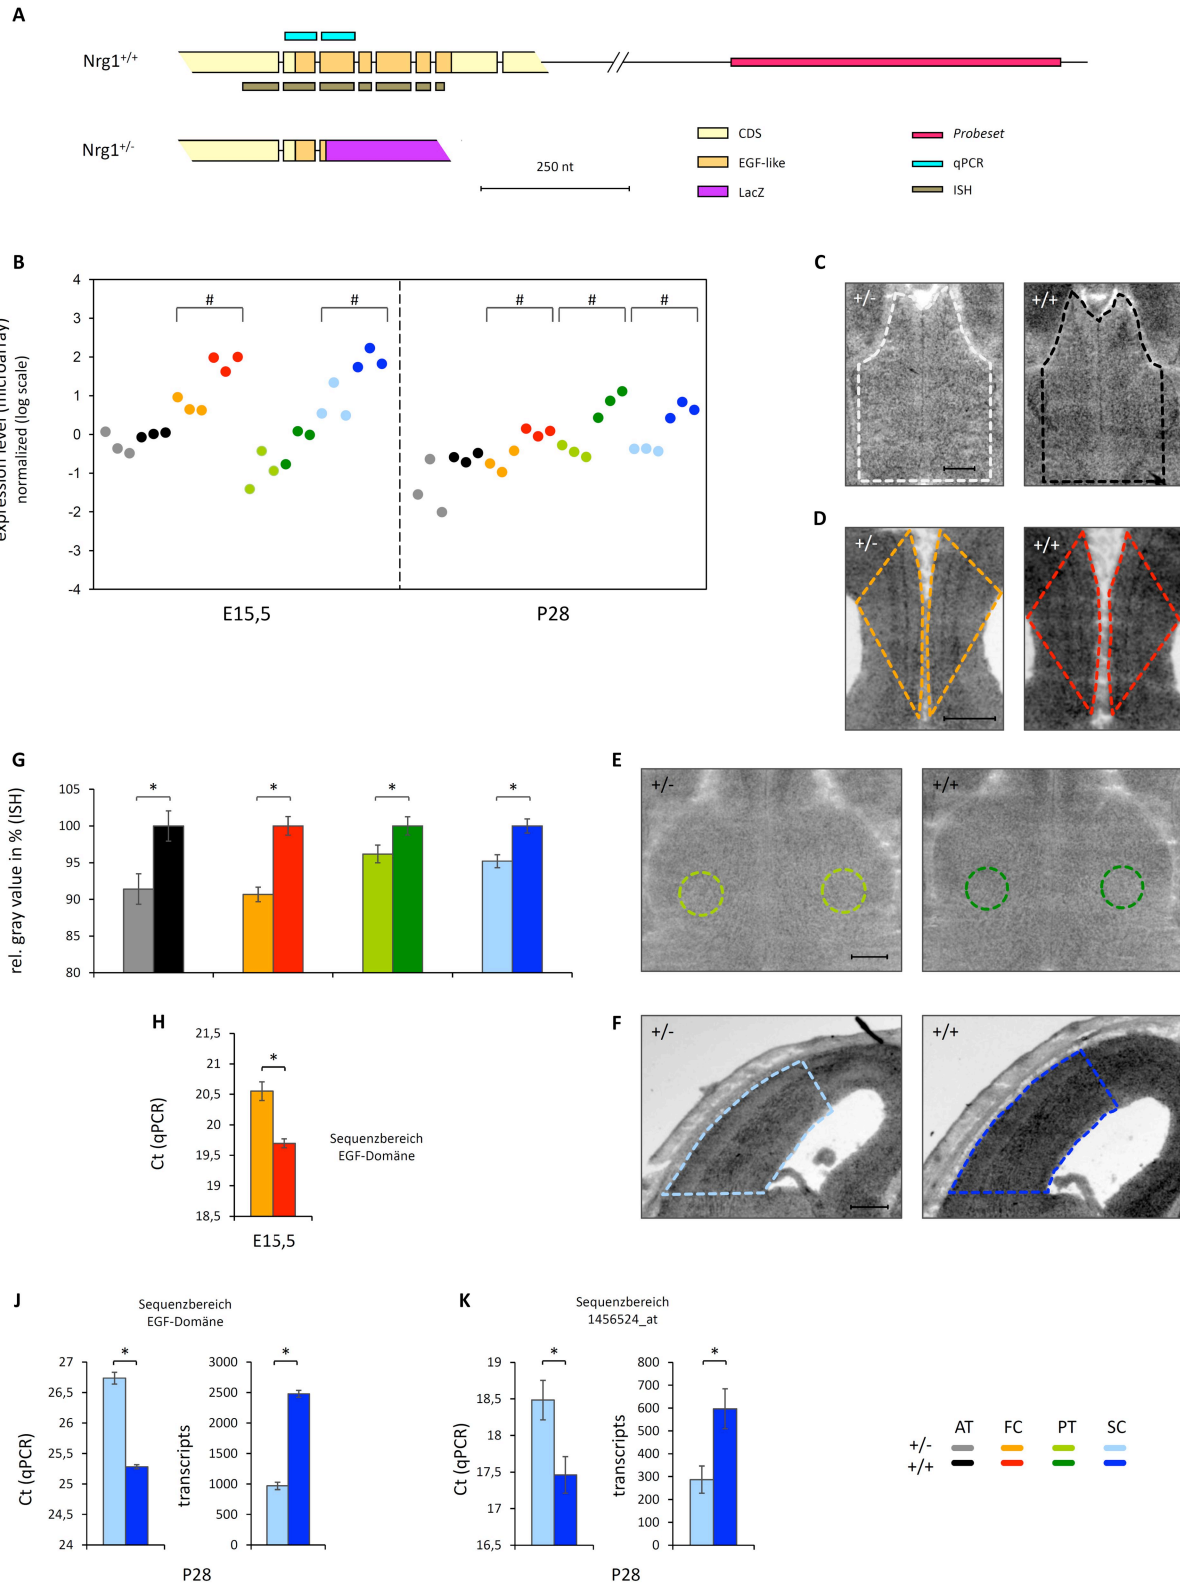 A
Nrg1+/+
Nrg1+/-
CDS
EGF-like
LacZ
Probeset
qPCR
ISH
250 nt
B
expression level (microarray)
normalized (log scale)
4
3
2
1
0
-1
-2
-3
-4
# # # # #
E15,5 P28
C
+/- +/+
D
+/- +/+
G
rel. gray value in % (ISH)
105
100
95
90
85
80
* * * *
E
+/- +/+
H
Ct (qPCR)
21,5
21
20,5
20
19,5
19
18,5
*
E15,5
Sequenzbereich
EGF-Domäne
F
+/- +/+
J
Sequenzbereich
EGF-Domäne
Ct (qPCR)
27
26,5
26
25,5
25
24,5
24
*
transcripts
3000
2500
2000
1500
1000
500
0
*
P28
K
Sequenzbereich
1456524_at
Ct (qPCR)
19
18,5
18
17,5
17
16,5
*
transcripts
800
700
600
500
400
300
200
100
0
*
P28
AT FC PT SC
+/-
+/+